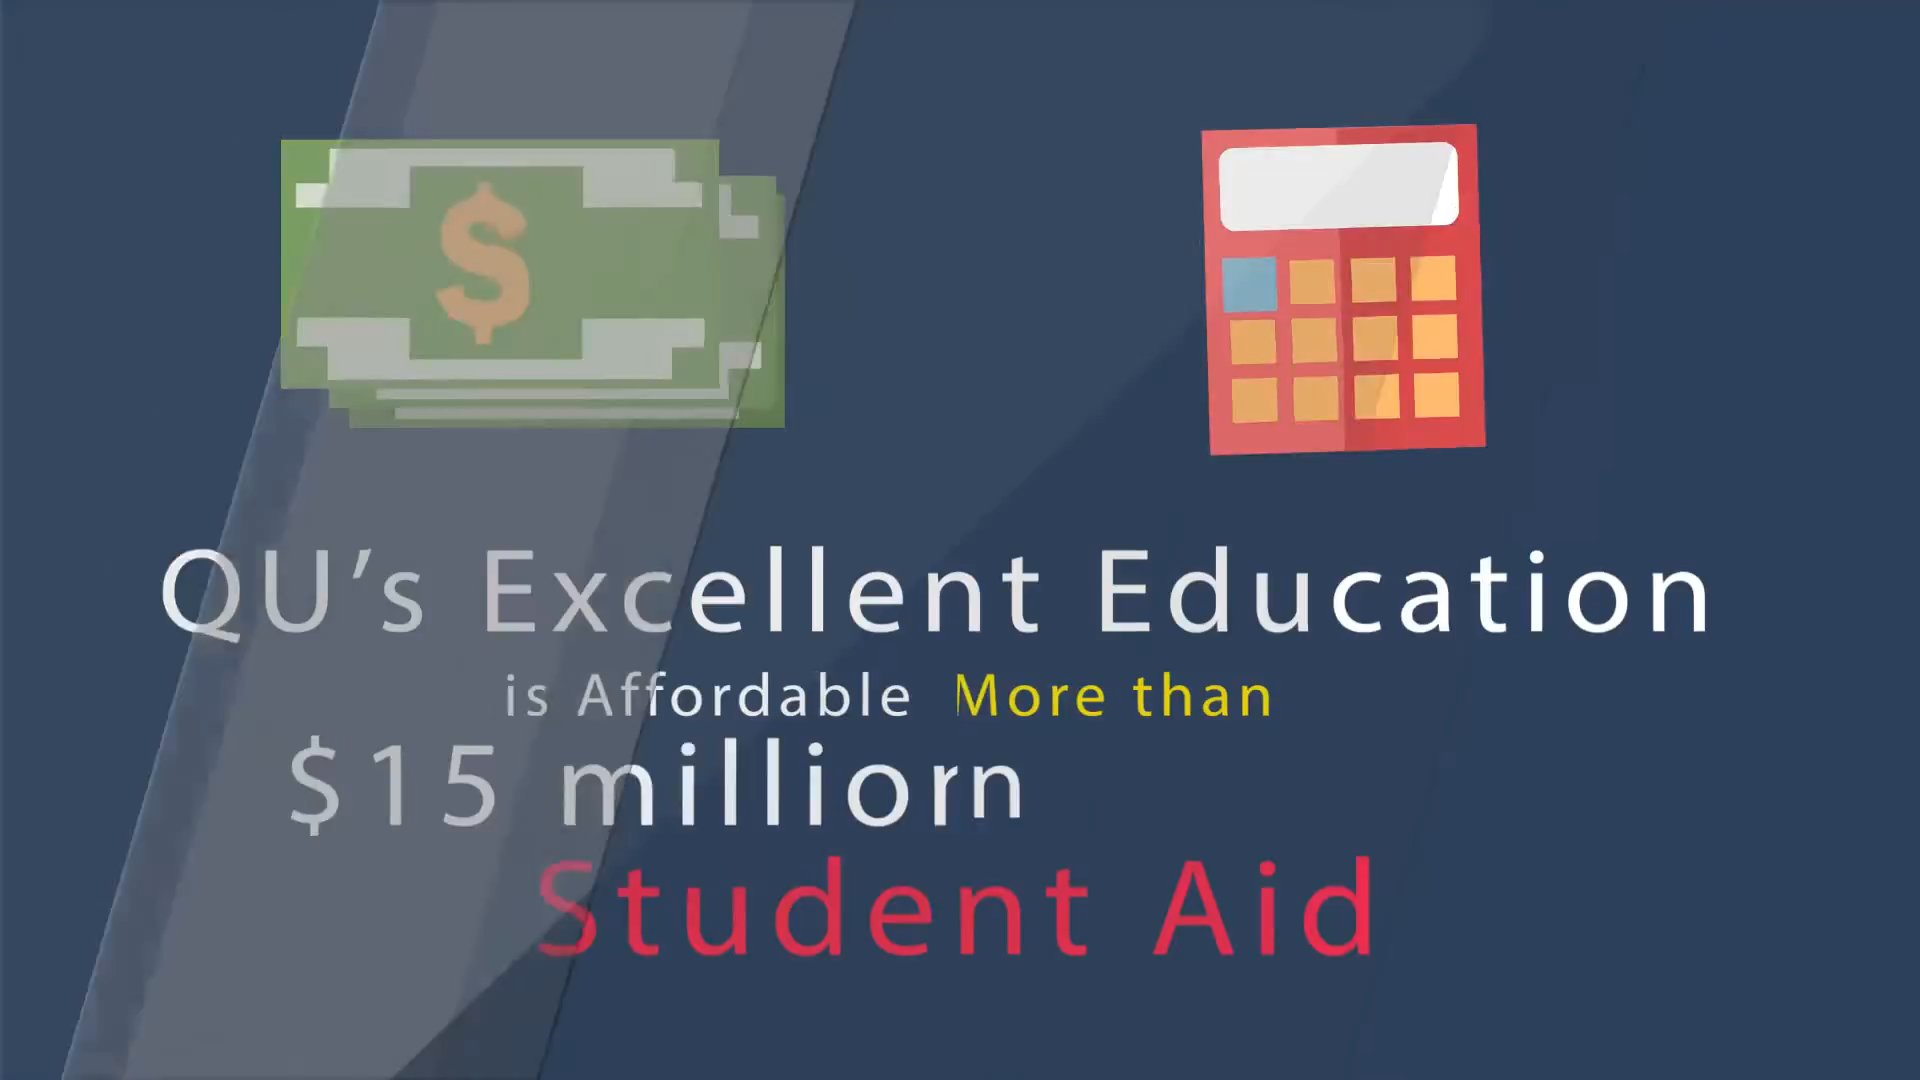 $
QU’s Excellent Education
is Affordable More than
$15 milliorn
Student Aid